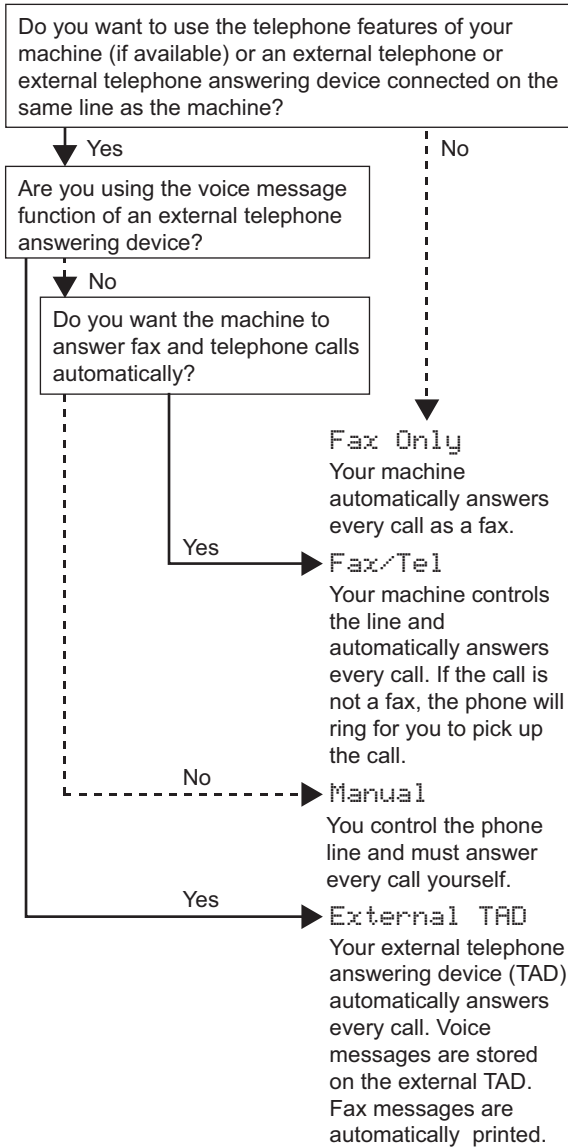 Do you want to use the telephone features of your
machine (if available) or an external telephone or
external telephone answering device connected on the
same line as the machine?
Yes
No
Are you using the voice message
function of an external telephone
answering device?
No
Do you want the machine to
answer fax and telephone calls
automatically?
Fax Only
Your machine
automatically answers
every call as a fax.
Yes
Fax/Tel
Your machine controls
the line and
automatically answers
every call. If the call is
not a fax, the phone will
ring for you to pick up
the call.
No
Manual
You control the phone
line and must answer
every call yourself.
Yes
External TAD
Your external telephone
answering device (TAD)
automatically answers
every call. Voice
messages are stored
on the external TAD.
Fax messages are
automatically printed.